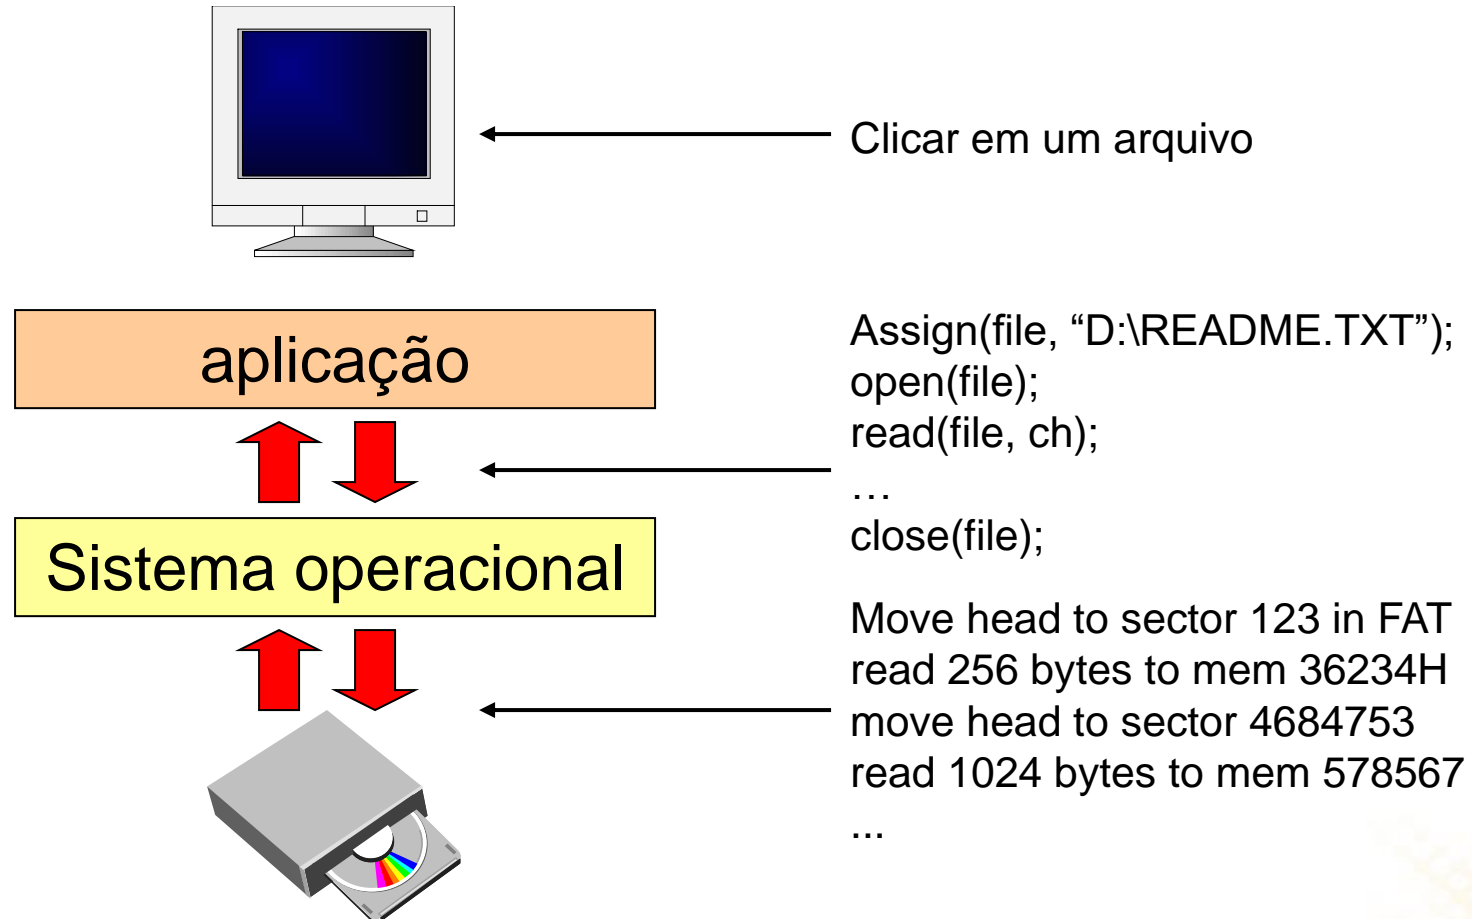 Clicar em um arquivo
aplicação
Assign(file, “D:\README.TXT”);
open(file);
read(file, ch);
…
close(file);
Sistema operacional
Move head to sector 123 in FAT
read 256 bytes to mem 36234H
move head to sector 4684753
read 1024 bytes to mem 578567
...